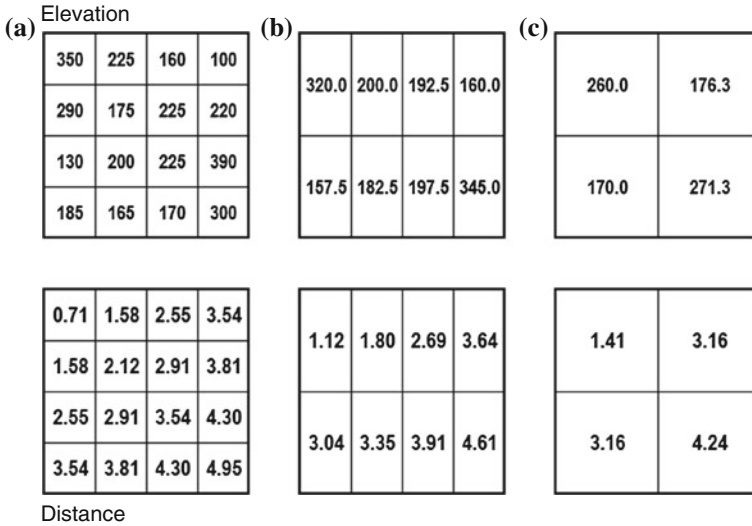 Elevation
(a) (b) (c)
350 225 160 100
290 175 225 220
130 200 225 390
185 165 170 300
320.0 200.0 192.5 160.0
157.5 182.5 197.5 345.0
260.0 176.3
170.0 271.3
0.71 1.58 2.55 3.54
1.58 2.12 2.91 3.81
2.55 2.91 3.54 4.30
3.54 3.81 4.30 4.95
1.12 1.80 2.69 3.64
3.04 3.35 3.91 4.61
1.41 3.16
3.16 4.24
Distance